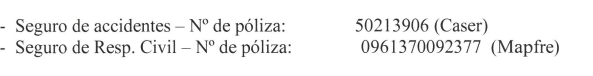 - Seguro de accidentes – Nº de póliza: 50213906 (Caser)
- Seguro de Resp. Civil – Nº de póliza: 0961370092377 (Mapfre)